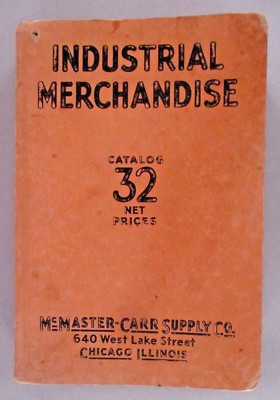 INDUSTRIAL
MERCHANDISE
CATALOG
32
NET
PRICES
McMASTER-CARR SUPPLY CO.
640 West Lake Street
CHICAGO ILLINOIS